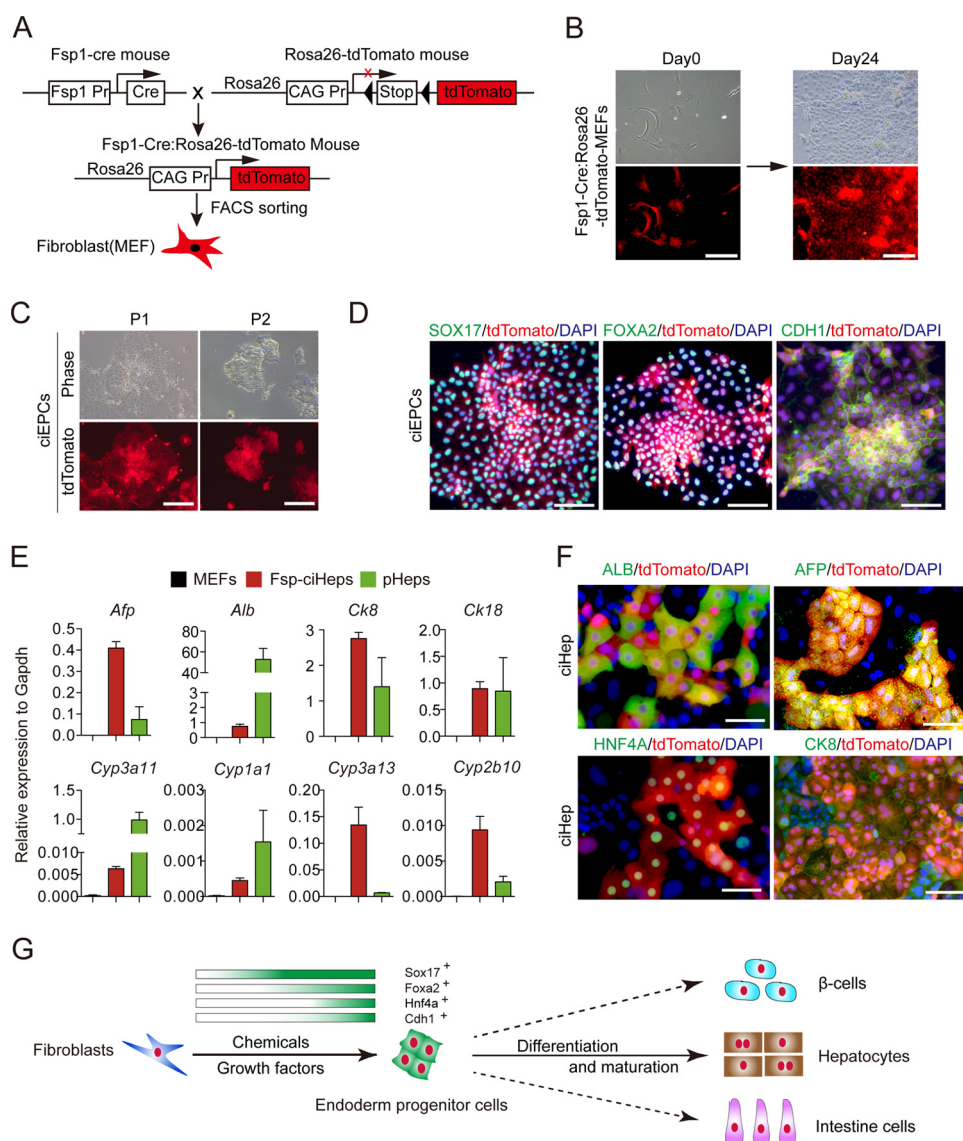 A
Fsp1-cre mouse
Rosa26-tdTomato mouse
Fsp1 Pr
Cre
X
Rosa26
CAG Pr
x
Stop
tdTomato
Fsp1-Cre:Rosa26-tdTomato Mouse
Rosa26
CAG Pr
tdTomato
FACS sorting
Fibroblast(MEF)
B
Day0
Day24
Fsp1-Cre:Rosa26
-tdTomato-MEFs
C
P1
P2
ciEPCs
Phase
tdTomato
D
SOX17/tdTomato/DAPI
FOXA2/tdTomato/DAPI
CDH1/tdTomato/DAPI
ciEPCs
E
MEFs
Fsp-ciHeps
pHeps
Relative expression to Gapdh
Afp
0.5
0.4
0.3
0.2
0.1
0.0
Alb
80
60
40
3
2
1
0
Ck8
3
2
1
0
Ck18
2.0
1.5
1.0
0.5
0.0
Cyp3a11
1.5
1.0
0.010
0.005
0.000
Cyp1a1
0.003
0.002
0.001
0.000
Cyp3a13
0.20
0.15
0.10
0.05
0.00
Cyp2b10
0.015
0.010
0.005
0.000
F
ALB/tdTomato/DAPI
AFP/tdTomato/DAPI
ciHep
HNF4A/tdTomato/DAPI
CK8/tdTomato/DAPI
ciHep
G
Sox17 +
Foxa2 +
Hnf4a +
Cdh1 +
Fibroblasts
Chemicals
Growth factors
Endoderm progenitor cells
Differentiation
and maturation
β-cells
Hepatocytes
Intestine cells